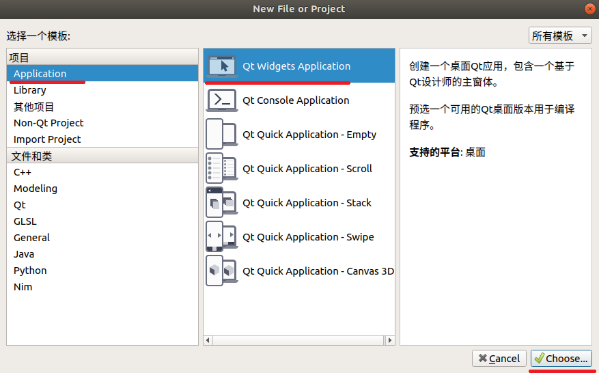 New File or Project
选择一个模板:
所有模板
项目
Application
Library
其他项目
Non-Qt Project
Import Project
文件和类
C++
Modeling
Qt
GLSL
General
Java
Python
Nim
Qt Widgets Application
Qt Console Application
Qt Quick Application - Empty
Qt Quick Application - Scroll
Qt Quick Application - Stack
Qt Quick Application - Swipe
Qt Quick Application - Canvas 3D
创建一个桌面Qt应用，包含一个基于
Qt设计师的主窗体。
预选一个可用的Qt桌面版本用于编译
程序。
支持的平台: 桌面
Cancel
Choose...